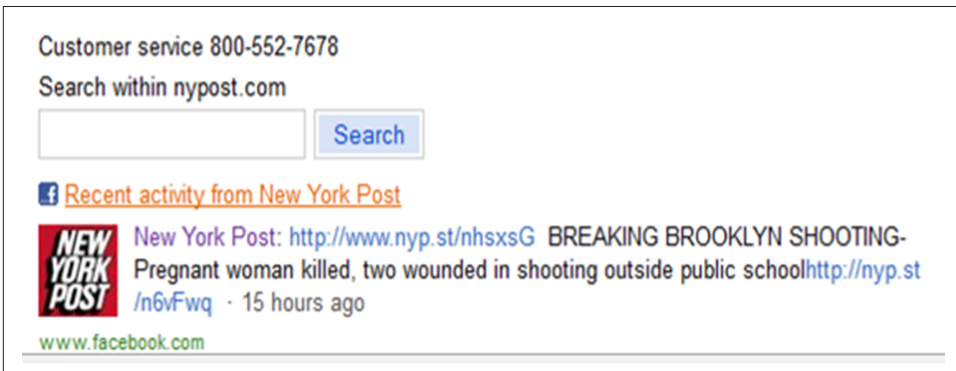 Customer service 800-552-7678
Search within nypost.com
Search
f Recent activity from New York Post
NEW YORK POST
New York Post: http://www.nyp.st/nhsxsG BREAKING BROOKLYN SHOOTING-
Pregnant woman killed, two wounded in shooting outside public schoolhttp://nyp.st
/n6vFwq · 15 hours ago
www.facebook.com